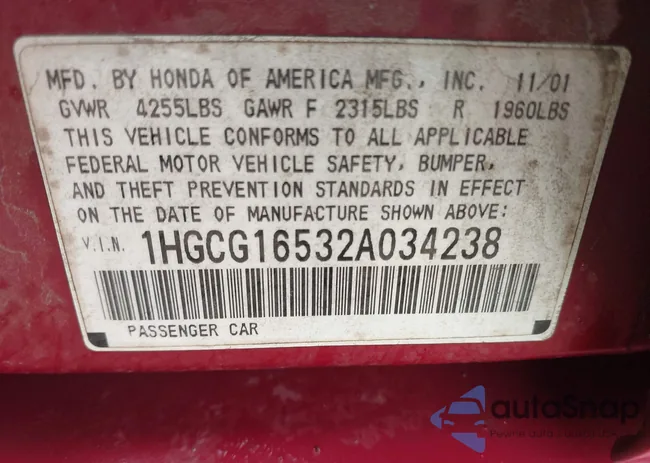 MFD. BY HONDA OF AMERICA MFG., INC. 11/01
GVWR 4255LBS GAWR F 2315LBS R 1960LBS
THIS VEHICLE CONFORMS TO ALL APPLICABLE
FEDERAL MOTOR VEHICLE SAFETY, BUMPER,
AND THEFT PREVENTION STANDARDS IN EFFECT
ON THE DATE OF MANUFACTURE SHOWN ABOVE:
V.I.N. 1HGCG16532A034238
PASSENGER CAR
autoSnap
Pewne auta z